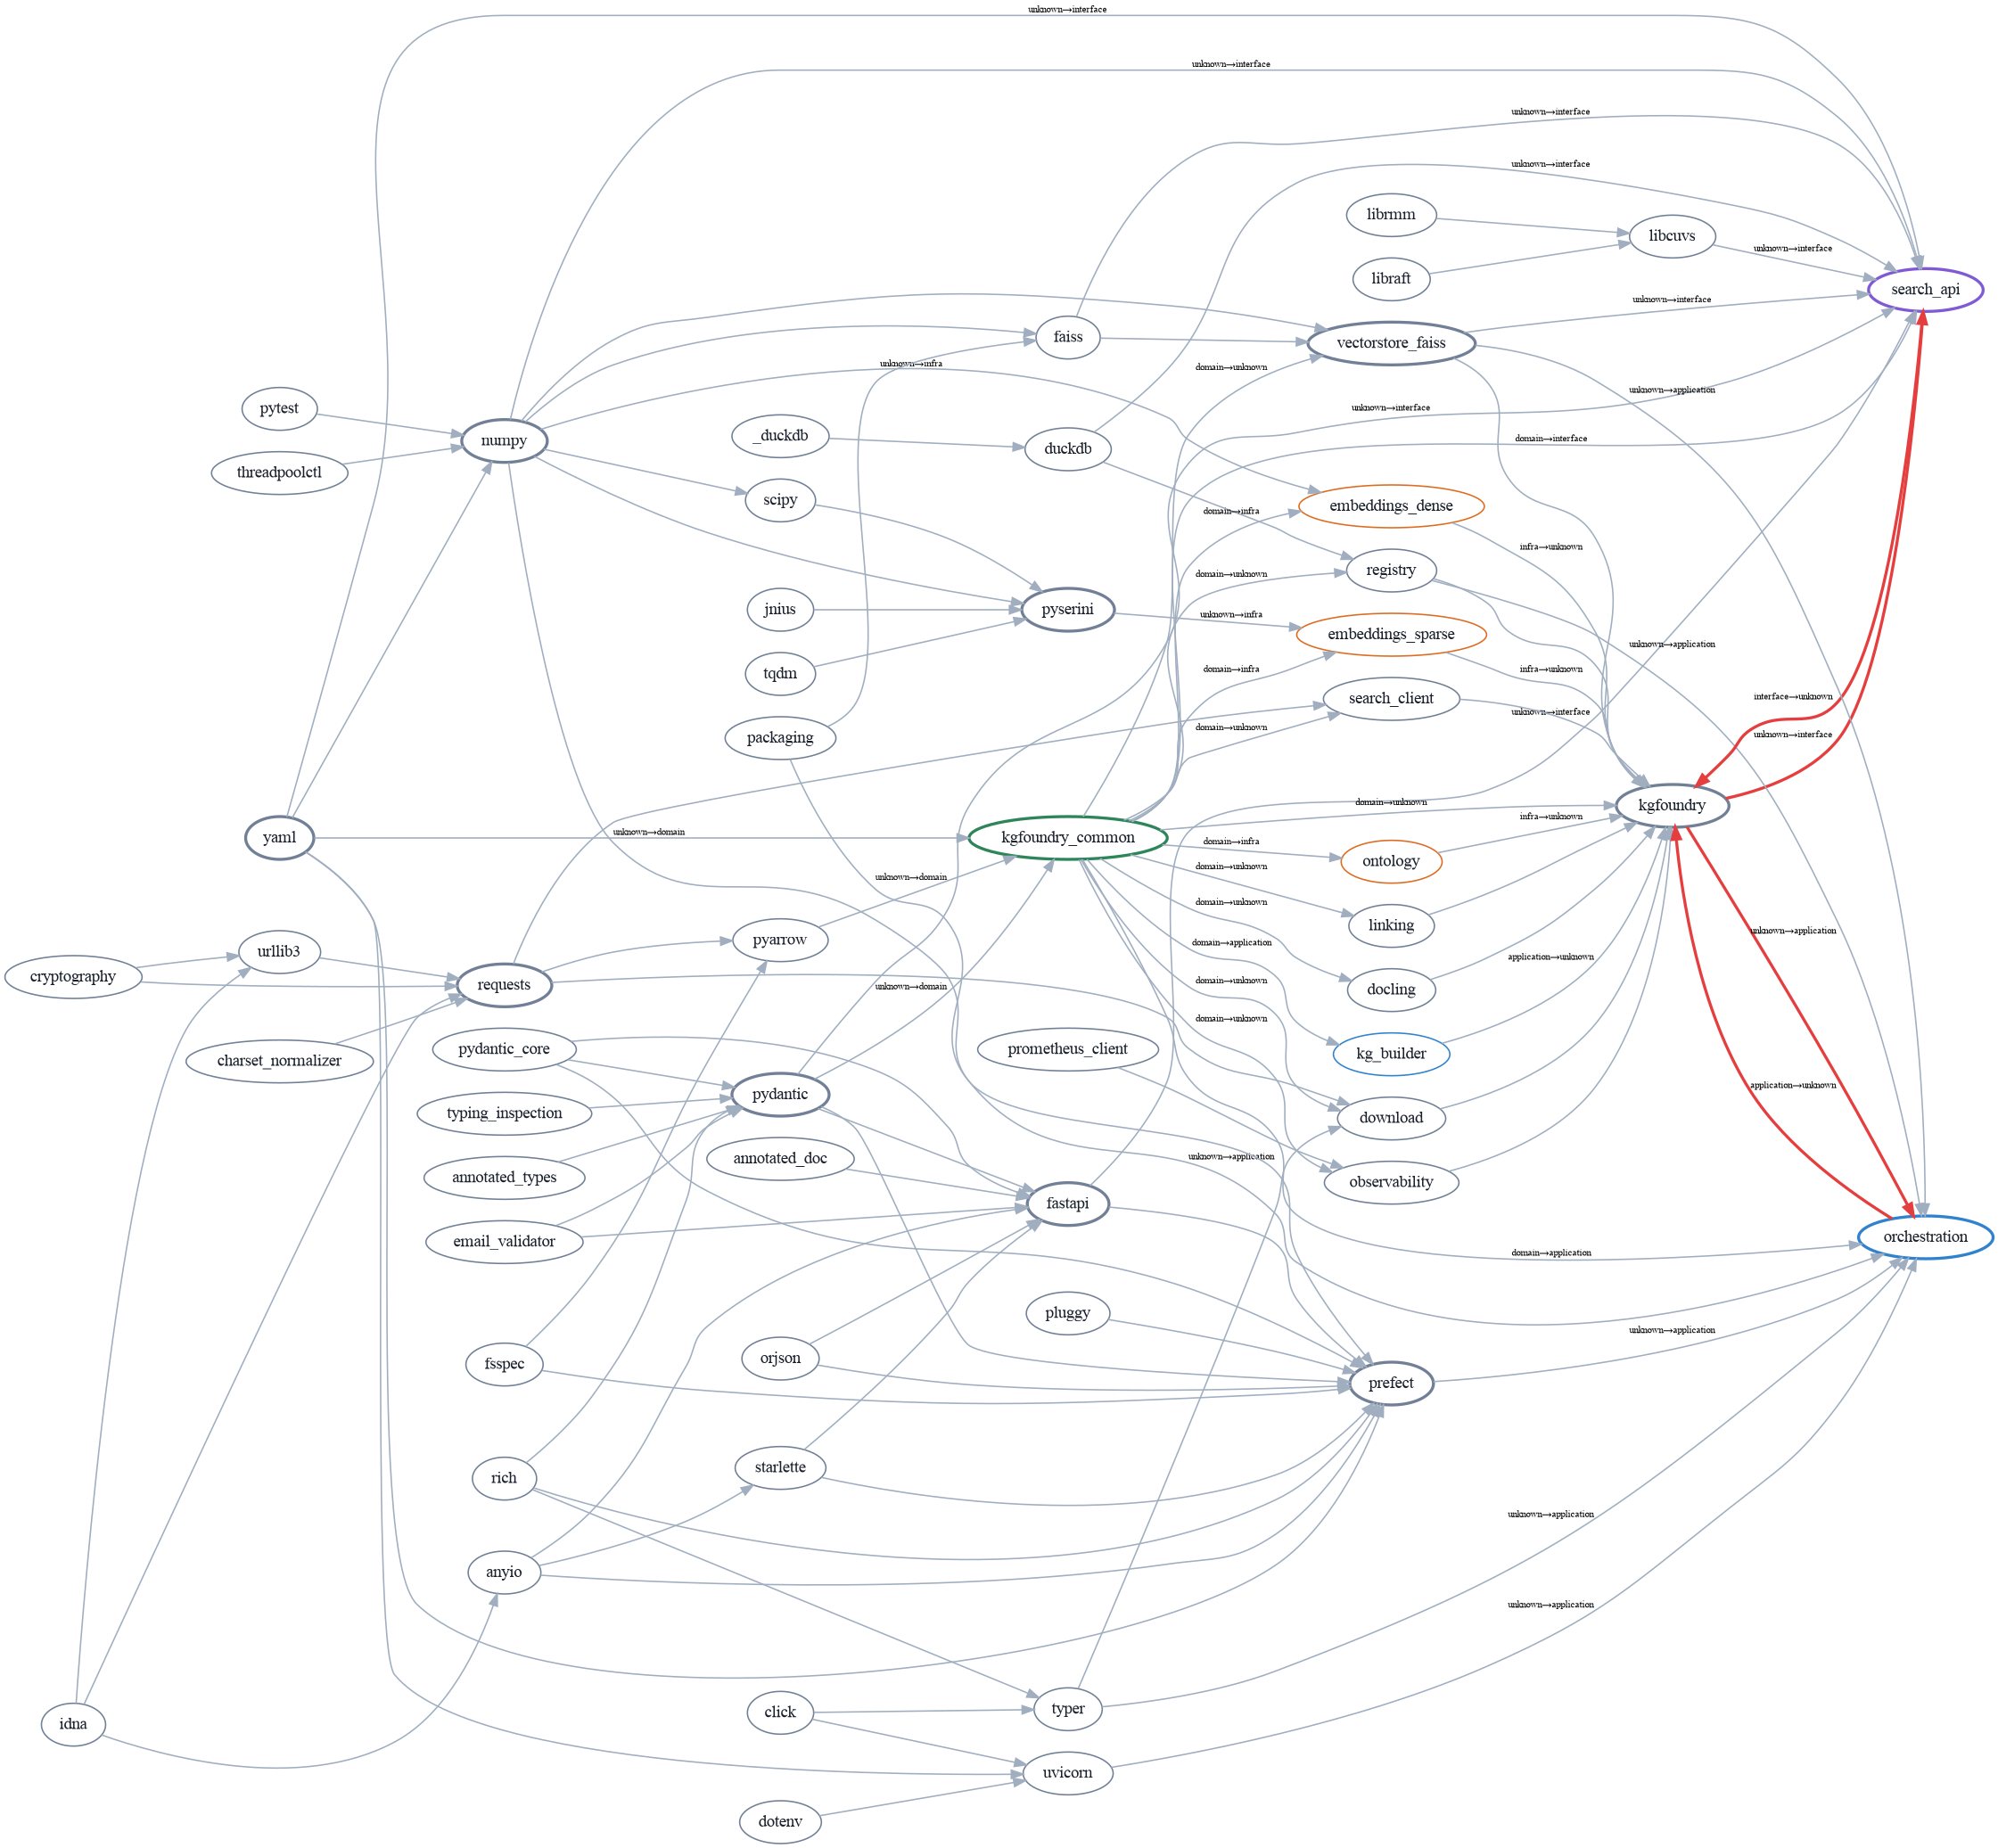 unknown→interface
unknown→interface
unknown→interface
unknown→interface
librmm
libcuvs
unknown→interface
libraft
search_api
unknown→interface
faiss
vectorstore_faiss
unknown→infra
domain→unknown
unknown→application
pytest
unknown→interface
_duckdb
numpy
domain→interface
duckdb
threadpoolctl
scipy
embeddings_dense
domain→infra
infra→unknown
registry
domain→unknown
jnius
pyserini
unknown→infra
embeddings_sparse
unknown→application
domain→infra
infra→unknown
tqdm
search_client
interface→unknown
unknown→interface
domain→unknown
packaging
unknown→interface
domain→unknown
kgfoundry
yaml
unknown→domain
kgfoundry_common
infra→unknown
domain→infra
ontology
domain→unknown
unknown→domain
domain→unknown
linking
unknown→application
pyarrow
domain→application
urllib3
application→unknown
cryptography
requests
domain→unknown
unknown→domain
docling
domain→unknown
pydantic_core
prometheus_client
kg_builder
charset_normalizer
application→unknown
pydantic
typing_inspection
download
unknown→application
annotated_doc
annotated_types
observability
fastapi
orchestration
email_validator
domain→application
pluggy
unknown→application
orjson
fsspec
prefect
starlette
rich
unknown→application
anyio
unknown→application
typer
click
idna
uvicorn
dotenv